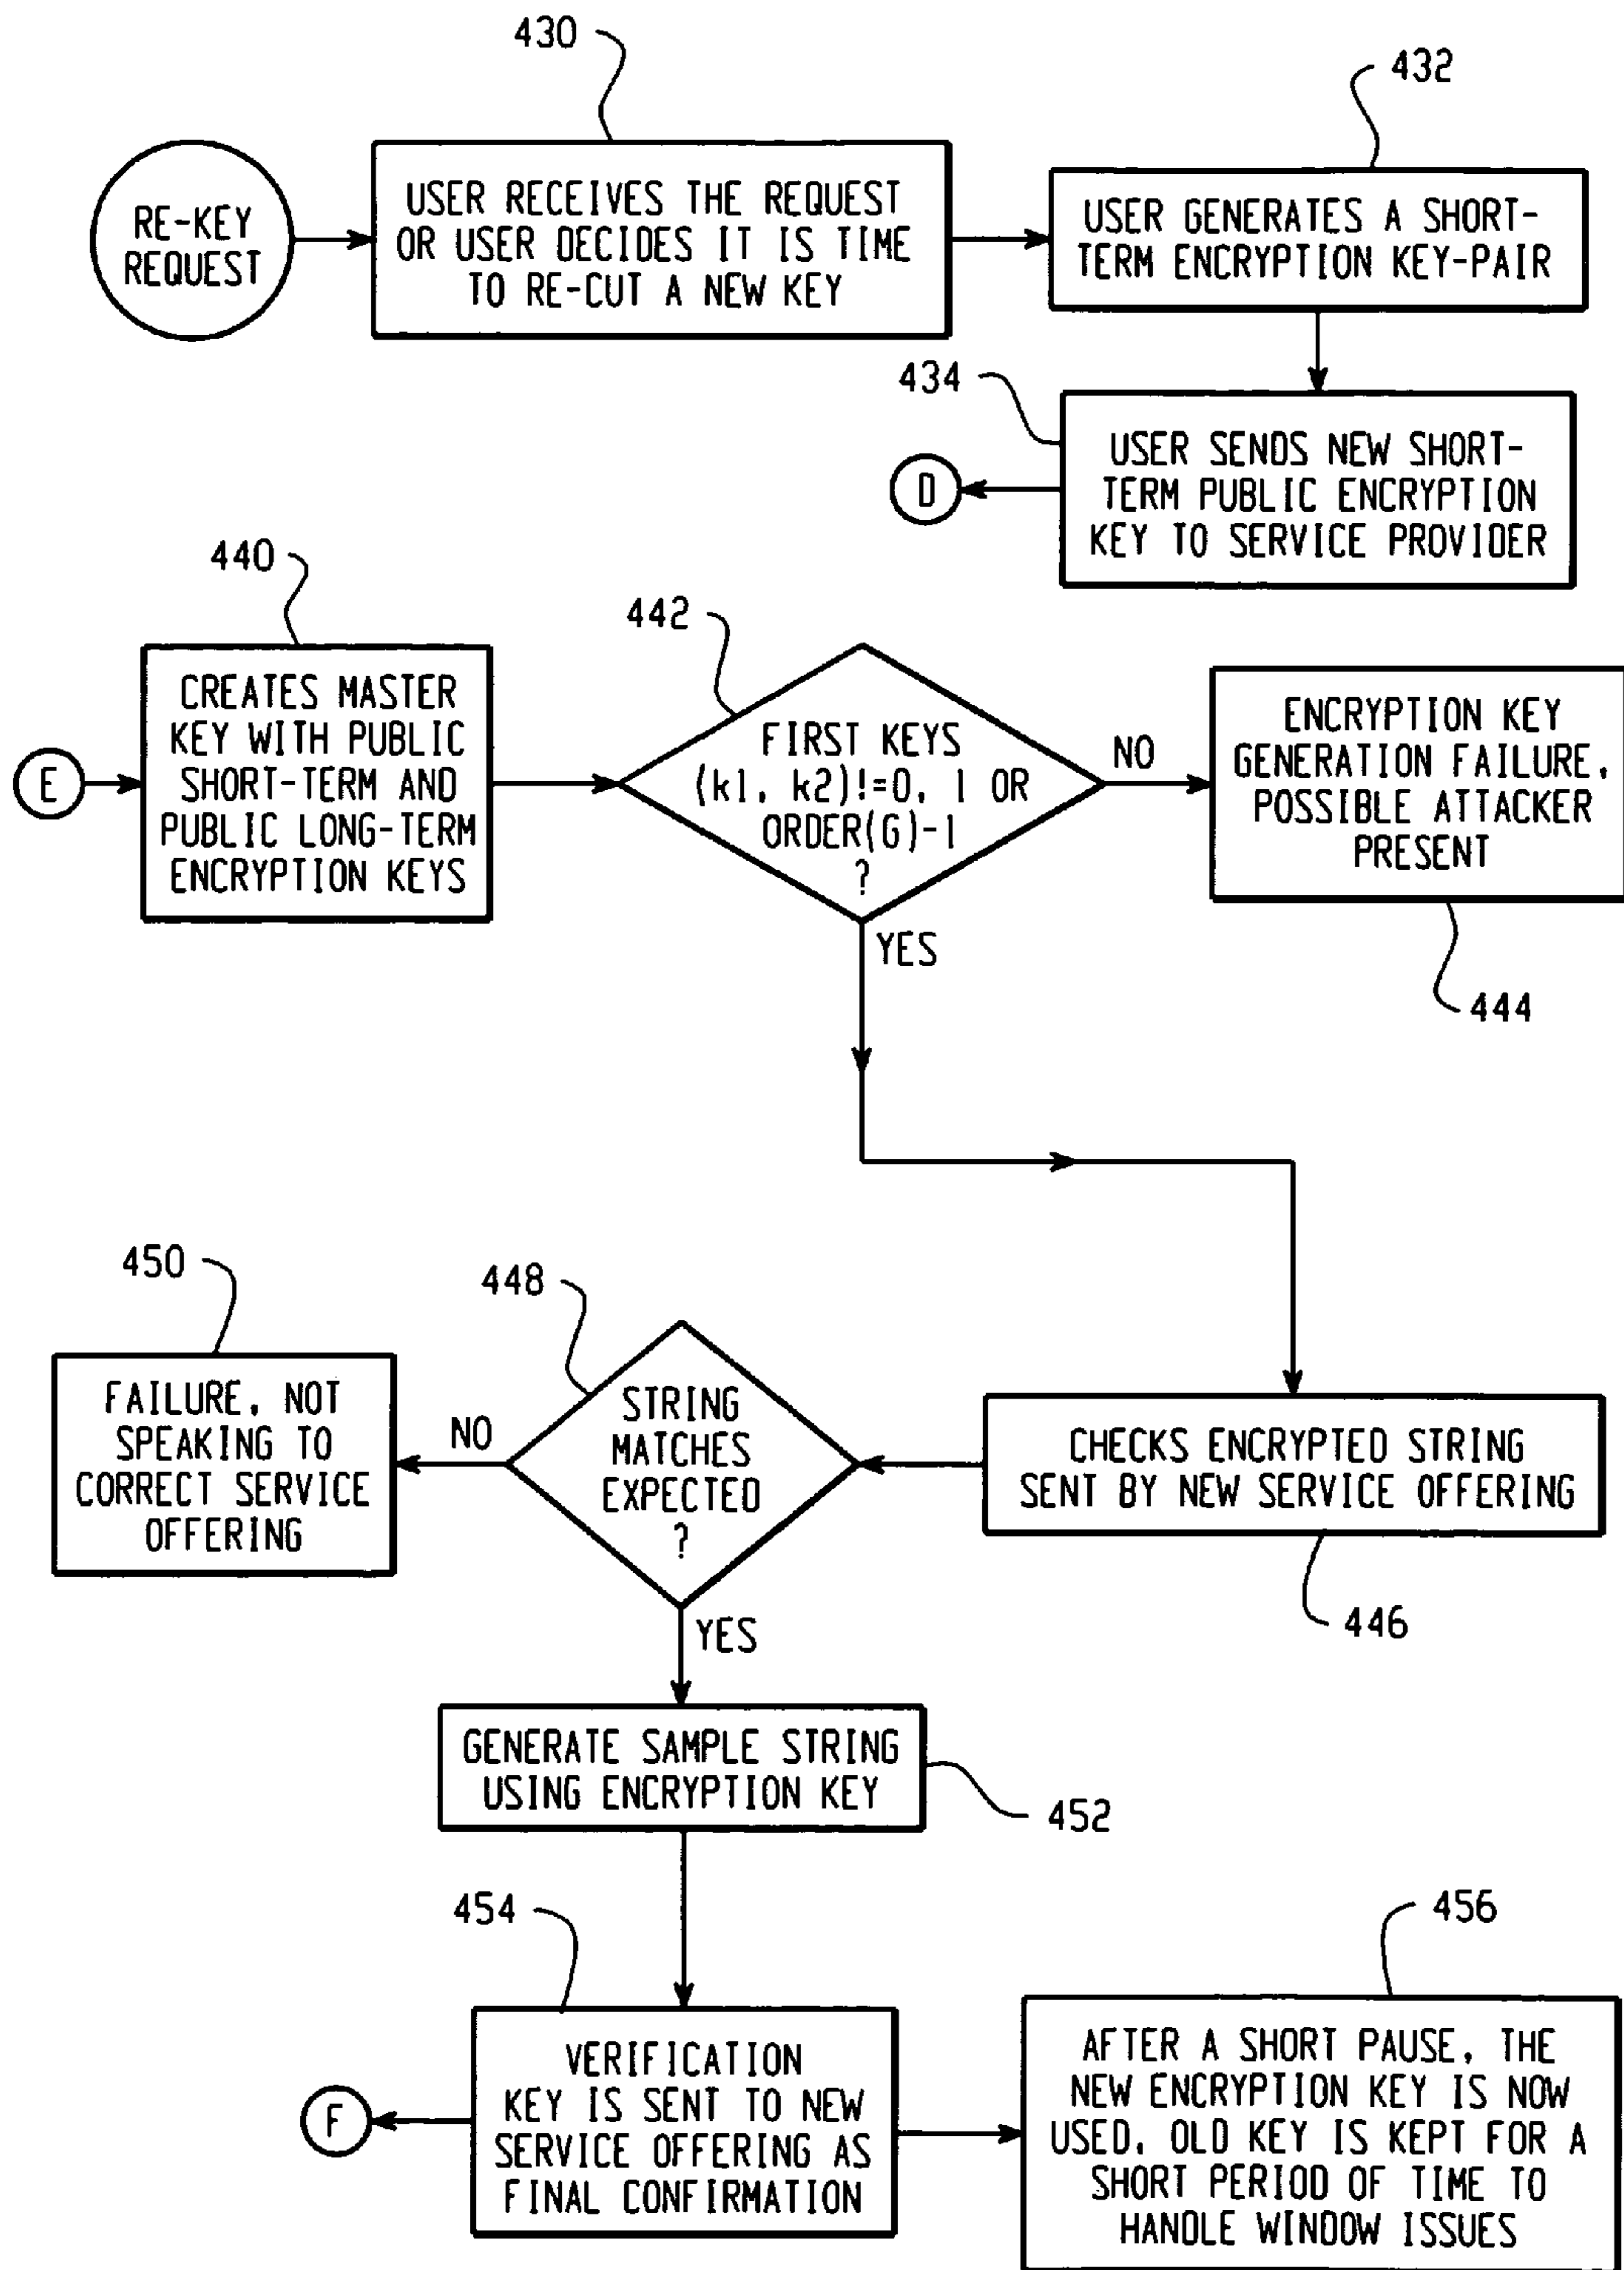 430
432
RE-KEY
REQUEST
USER RECEIVES THE REQUEST
OR USER DECIDES IT IS TIME
TO RE-CUT A NEW KEY
USER GENERATES A SHORT-
TERM ENCRYPTION KEY-PAIR
434
D
USER SENDS NEW SHORT-
TERM PUBLIC ENCRYPTION
KEY TO SERVICE PROVIDER
440
442
E
CREATES MASTER
KEY WITH PUBLIC
SHORT-TERM AND
PUBLIC LONG-TERM
ENCRYPTION KEYS
FIRST KEYS
(k1, k2)!=0, 1 OR
ORDER(G)-1
?
NO
ENCRYPTION KEY
GENERATION FAILURE,
POSSIBLE ATTACKER
PRESENT
YES
444
450
448
FAILURE, NOT
SPEAKING TO
CORRECT SERVICE
OFFERING
NO
STRING
MATCHES
EXPECTED
?
CHECKS ENCRYPTED STRING
SENT BY NEW SERVICE OFFERING
446
YES
GENERATE SAMPLE STRING
USING ENCRYPTION KEY
452
454
456
F
VERIFICATION
KEY IS SENT TO NEW
SERVICE OFFERING AS
FINAL CONFIRMATION
AFTER A SHORT PAUSE, THE
NEW ENCRYPTION KEY IS NOW
USED, OLD KEY IS KEPT FOR A
SHORT PERIOD OF TIME TO
HANDLE WINDOW ISSUES